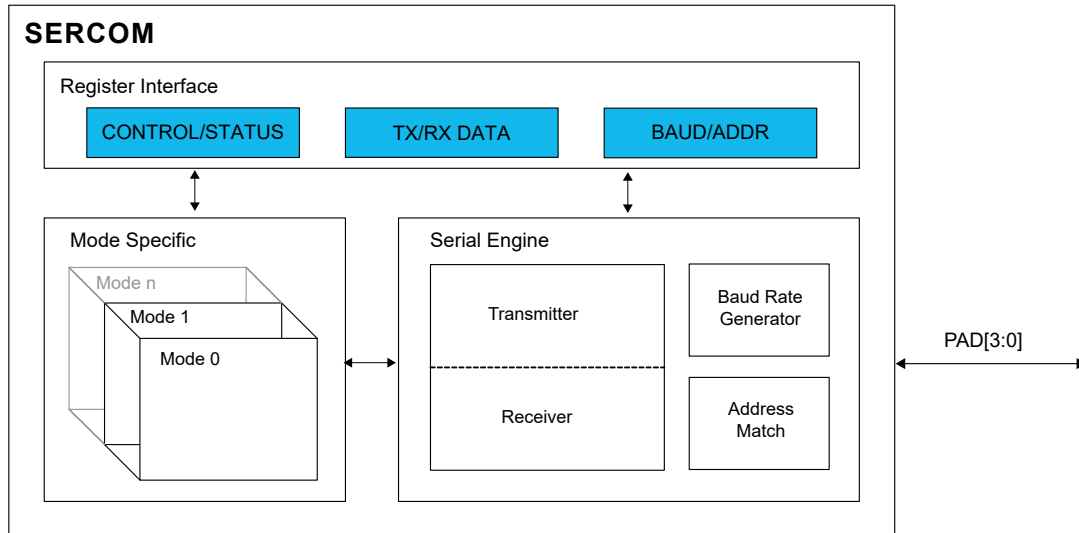 SERCOM
Register Interface
CONTROL/STATUS
TX/RX DATA
BAUD/ADDR
Mode Specific
Mode n
Mode 1
Mode 0
Serial Engine
Transmitter
Receiver
Baud Rate
Generator
Address
Match
PAD[3:0]